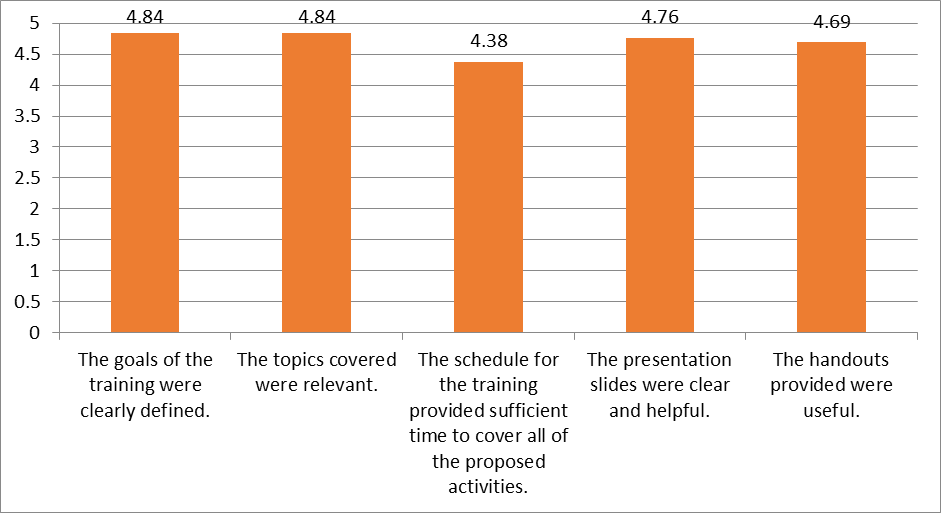 4.84
4.84
4.38
4.76
4.69
5
4.5
4
3.5
3
2.5
2
1.5
1
0.5
0
The goals of the
training were
clearly defined.
The topics covered
were relevant.
The schedule for
the training
provided sufficient
time to cover all of
the proposed
activities.
The presentation
slides were clear
and helpful.
The handouts
provided were
useful.